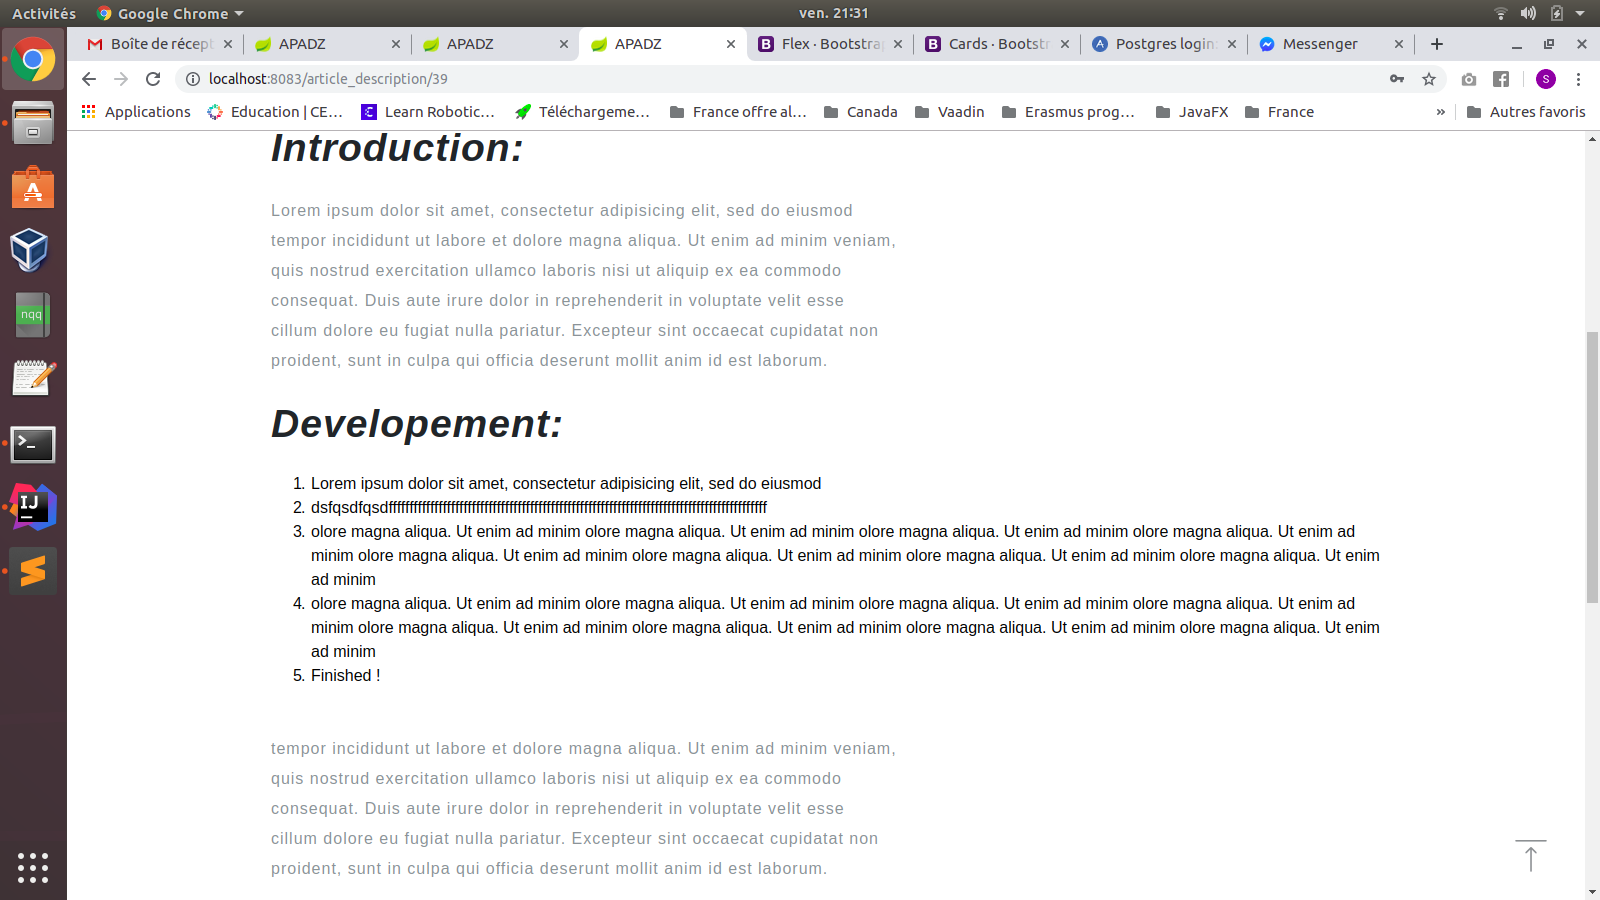 Activités Google Chrome ven. 21:31
Boîte de récept APADZ APADZ APADZ Flex · Bootstrap Cards · Bootstr Postgres login: Messenger
localhost:8083/article_description/39 S
Applications Education | CE... Learn Robotic... Téléchargeme... France offre al... Canada Vaadin Erasmus prog... JavaFX France » Autres favoris
Introduction:
Lorem ipsum dolor sit amet, consectetur adipisicing elit, sed do eiusmod
tempor incididunt ut labore et dolore magna aliqua. Ut enim ad minim veniam,
quis nostrud exercitation ullamco laboris nisi ut aliquip ex ea commodo
consequat. Duis aute irure dolor in reprehenderit in voluptate velit esse
cillum dolore eu fugiat nulla pariatur. Excepteur sint occaecat cupidatat non
proident, sunt in culpa qui officia deserunt mollit anim id est laborum.
Developement:
1. Lorem ipsum dolor sit amet, consectetur adipisicing elit, sed do eiusmod
2.
3. olore magna aliqua. Ut enim ad minim olore magna aliqua. Ut enim ad minim olore magna aliqua. Ut enim ad minim olore magna aliqua. Ut enim ad
minim olore magna aliqua. Ut enim ad minim olore magna aliqua. Ut enim ad minim olore magna aliqua. Ut enim ad minim olore magna aliqua. Ut enim
ad minim
4. olore magna aliqua. Ut enim ad minim olore magna aliqua. Ut enim ad minim olore magna aliqua. Ut enim ad minim olore magna aliqua. Ut enim ad
minim olore magna aliqua. Ut enim ad minim olore magna aliqua. Ut enim ad minim olore magna aliqua. Ut enim ad minim olore magna aliqua. Ut enim
ad minim
5. Finished !
tempor incididunt ut labore et dolore magna aliqua. Ut enim ad minim veniam,
quis nostrud exercitation ullamco laboris nisi ut aliquip ex ea commodo
consequat. Duis aute irure dolor in reprehenderit in voluptate velit esse
cillum dolore eu fugiat nulla pariatur. Excepteur sint occaecat cupidatat non
proident, sunt in culpa qui officia deserunt mollit anim id est laborum.
nqq
IJ